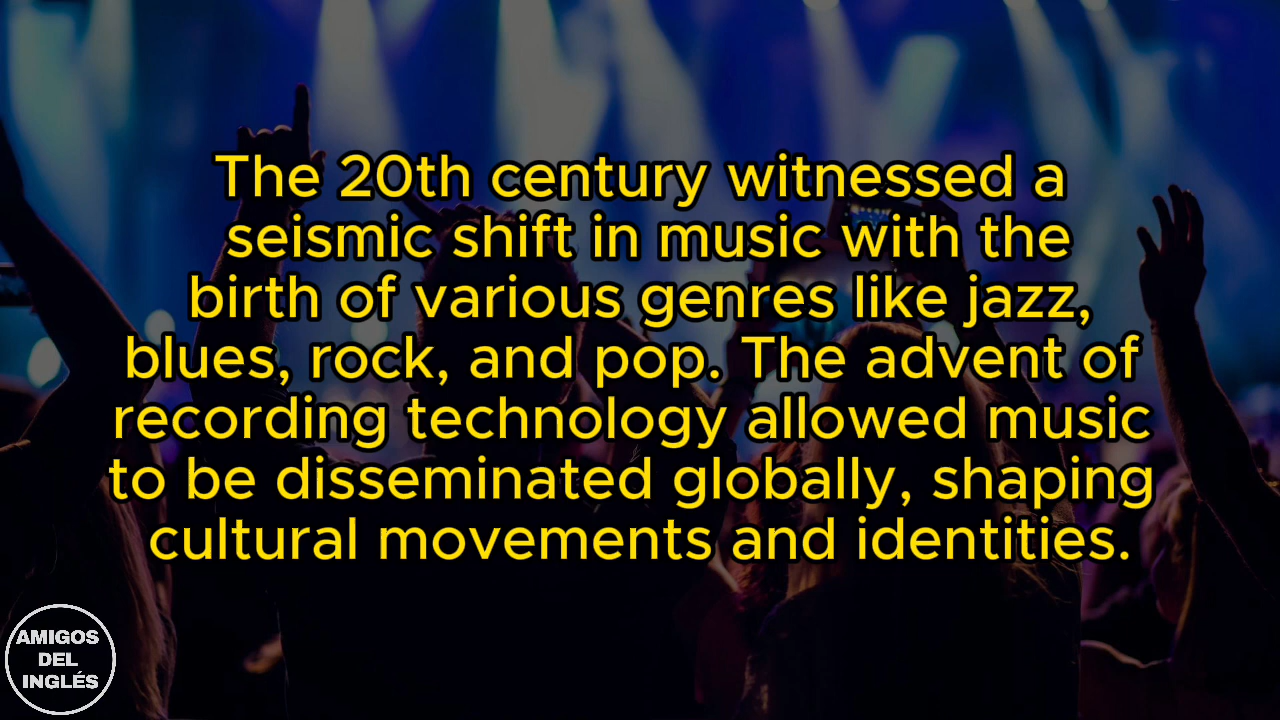 The 20th century witnessed a
seismic shift in music with the
birth of various genres like jazz,
blues, rock, and pop. The advent of
recording technology allowed music
to be disseminated globally, shaping
cultural movements and identities.
AMIGOS
DEL
INGLÉS